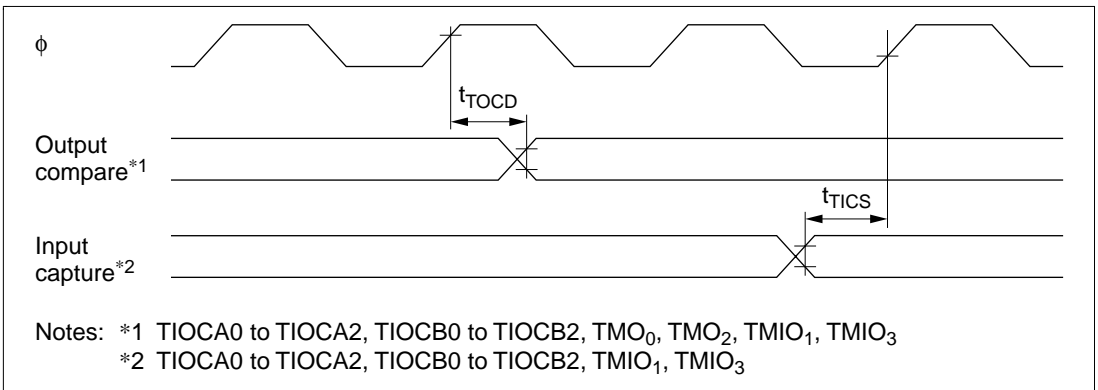 ϕ
tTOCD
Output
compare*1
tTICS
Input
capture*2
Notes: *1 TIOCA0 to TIOCA2, TIOCB0 to TIOCB2, TMO0, TMO2, TMIO1, TMIO3
*2 TIOCA0 to TIOCA2, TIOCB0 to TIOCB2, TMIO1, TMIO3